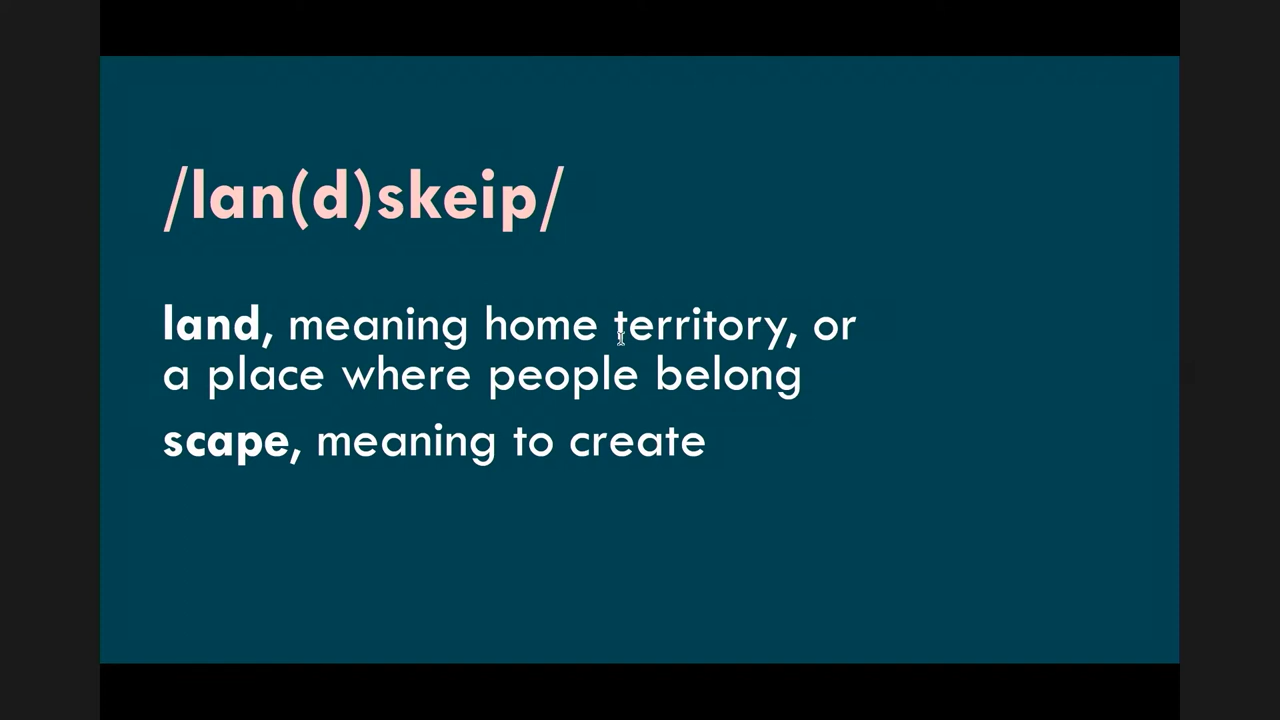 /lan(d)skeip/
land, meaning home territory, or
a place where people belong
scape, meaning to create